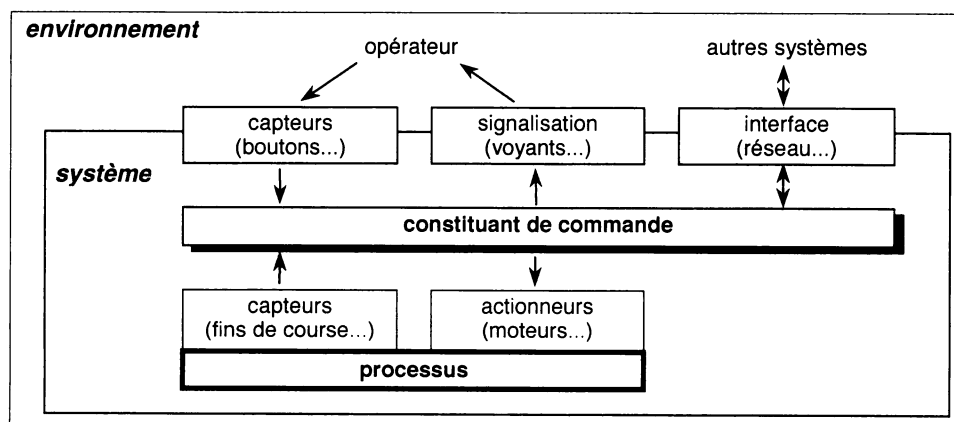 environnement
opérateur
autres systèmes
capteurs
(boutons...)
signalisation
(voyants...)
interface
(réseau...)
système
constituant de commande
capteurs
(fins de course...)
actionneurs
(moteurs...)
processus